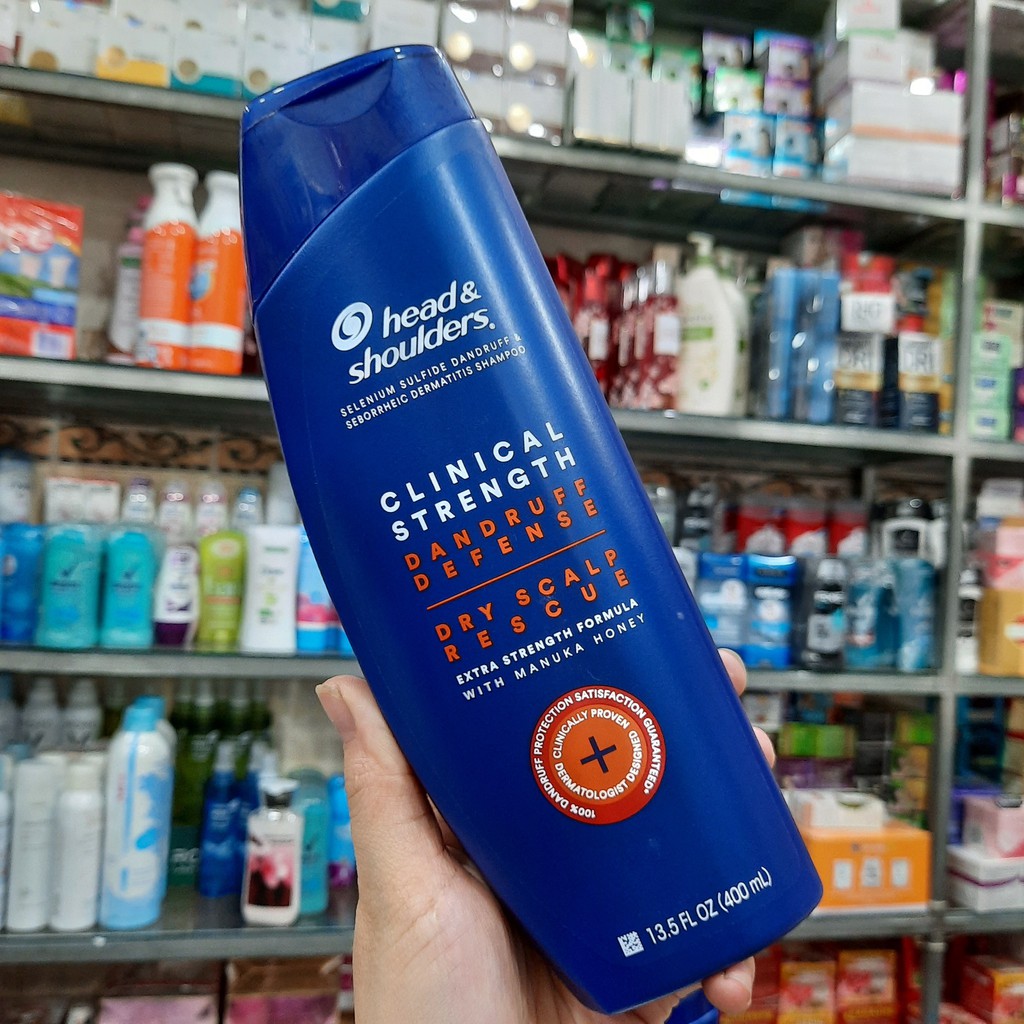 head &
shoulders®
SELENIUM SULFIDE DANDRUFF &
SEBORRHEIC DERMATITIS SHAMPOO
CLINICAL
STRENGTH
DANDRUFF
DEFENSE
DRY SCALP
RESCUE
EXTRA STRENGTH FORMULA
WITH MANUKA HONEY
100% DANDRUFF PROTECTION SATISFACTION GUARANTEED*
CLINICALLY PROVEN
DERMATOLOGIST DESIGNED
13.5 FL OZ (400 mL)